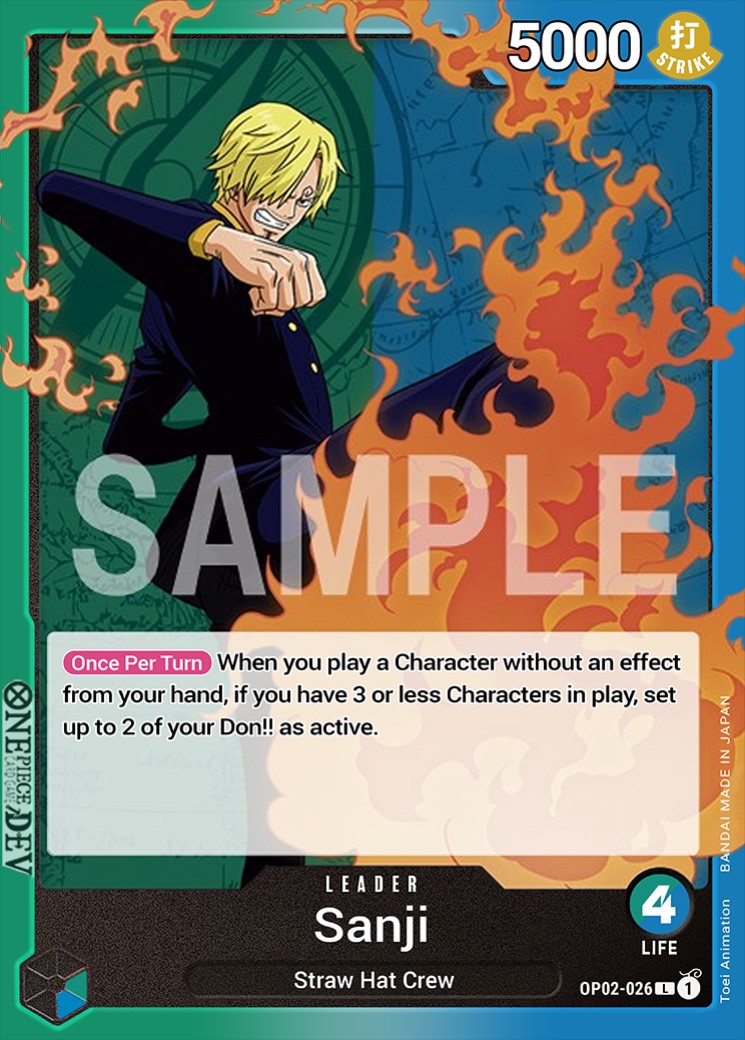 5000
打
STRIKE
SAMPLE
Once Per Turn When you play a Character without an effect
from your hand, if you have 3 or less Characters in play, set
up to 2 of your Don!! as active.
ONE PIECE
CARD GAME
.DEV
BANDAI MADE IN JAPAN
Toei Animation
LEADER
Sanji
4
LIFE
Straw Hat Crew
OP02-026 L 1